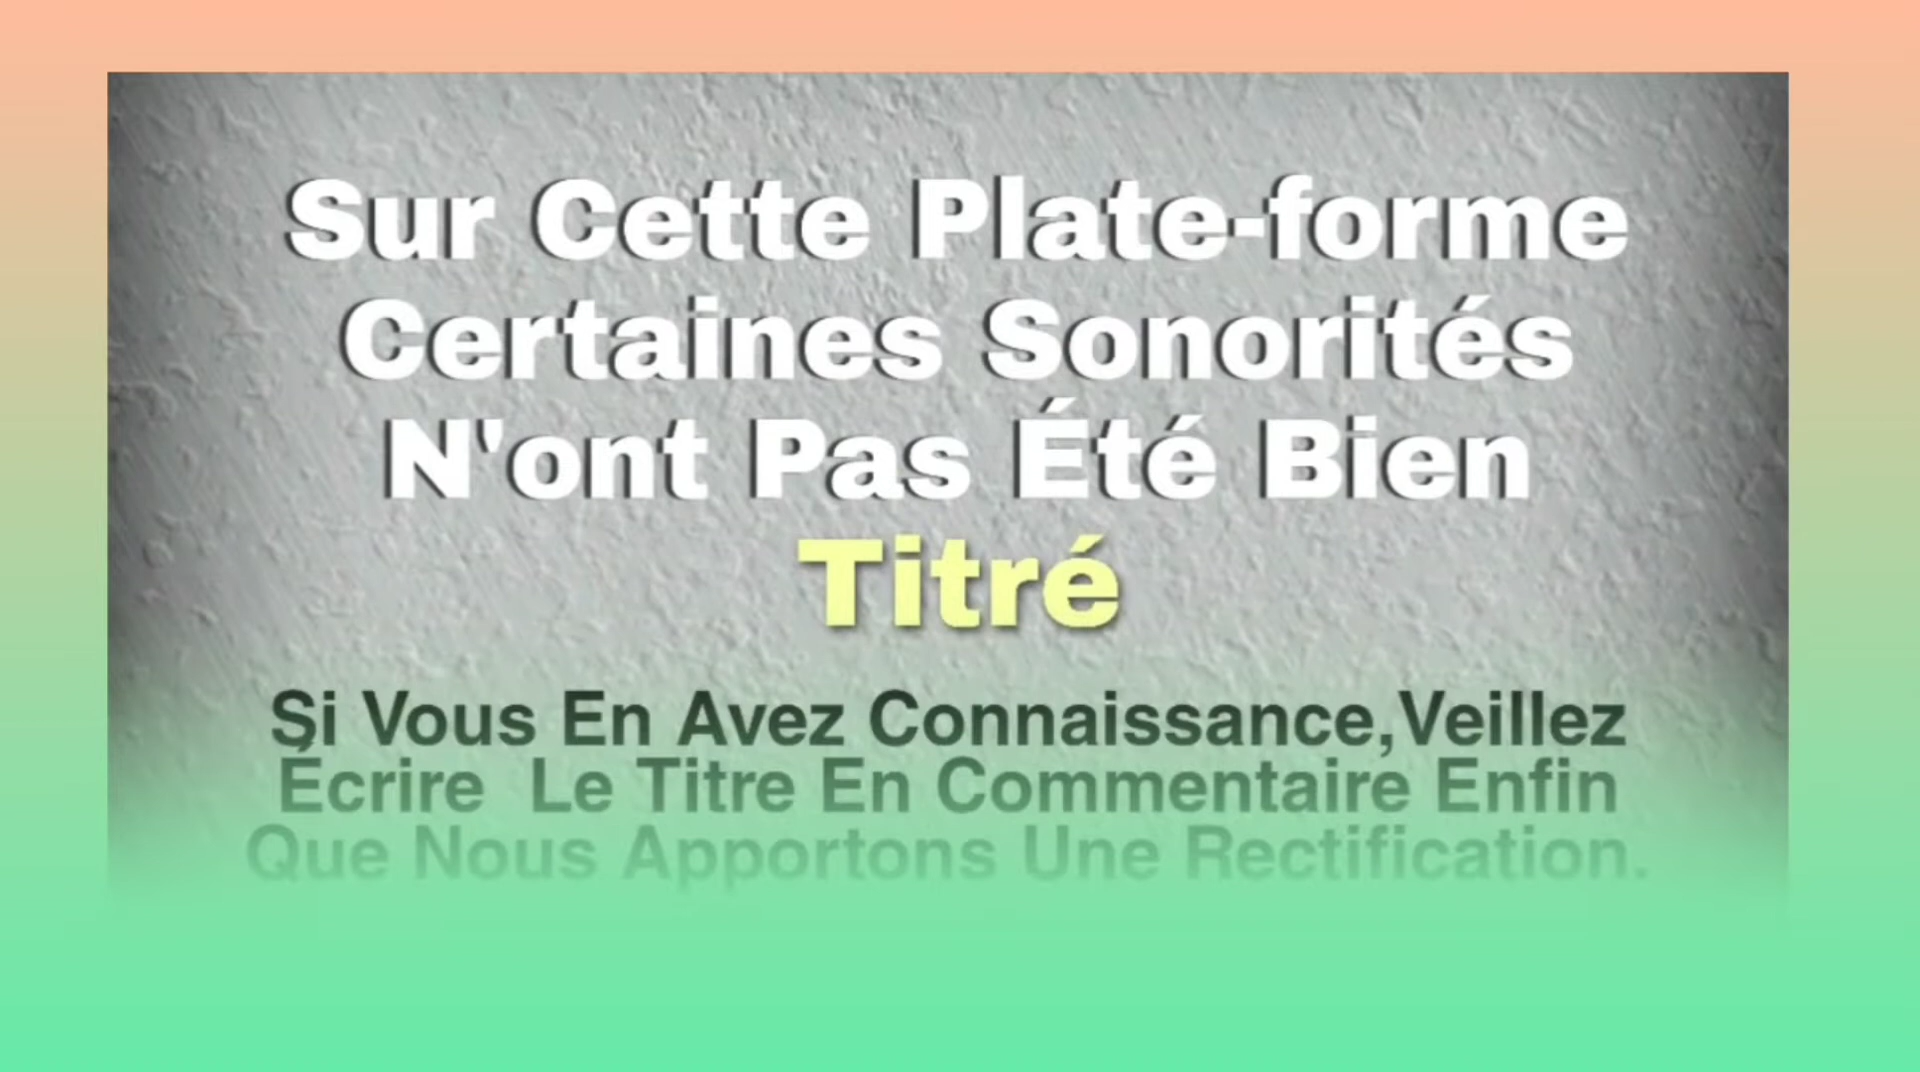 Sur Cette Plate-forme
Certaines Sonorités
N'ont Pas Été Bien
Titré
Si Vous En Avez Connaissance,Veillez
Écrire  Le Titre En Commentaire Enfin
Que Nous Apportons Une Rectification.